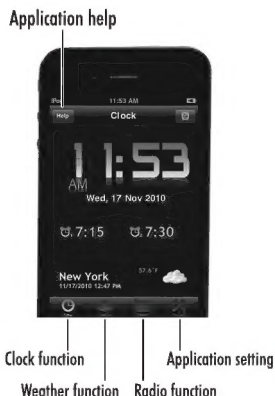 Application help
iPod 11:53 AM
Help Clock
11:53
AM
Wed, 17 Nov 2010
7:15 7:30
New York 57.6°F
11/17/2010 12:47 PM
Clock function Application setting
Weather function Radio function